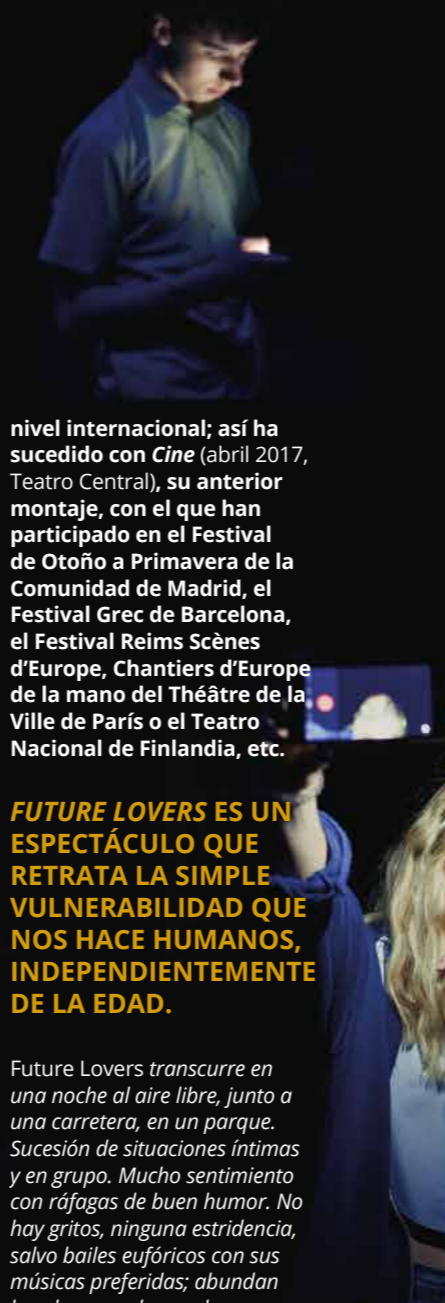 nivel internacional; así ha
sucedido con Cine (abril 2017,
Teatro Central), su anterior
montaje, con el que han
participado en el Festival
de Otoño a Primavera de la
Comunidad de Madrid, el
Festival Grec de Barcelona,
el Festival Reims Scènes
d’Europe, Chantiers d’Europe
de la mano del Théâtre de la
Ville de París o el Teatro
Nacional de Finlandia, etc.
FUTURE LOVERS ES UN
ESPECTÁCULO QUE
RETRATA LA SIMPLE
VULNERABILIDAD QUE
NOS HACE HUMANOS,
INDEPENDIENTEMENTE
DE LA EDAD.
Future Lovers transcurre en
una noche al aire libre, junto a
una carretera, en un parque.
Sucesión de situaciones íntimas
y en grupo. Mucho sentimiento
con ráfagas de buen humor. No
hay gritos, ninguna estridencia,
salvo bailes eufóricos con sus
músicas preferidas; abundan